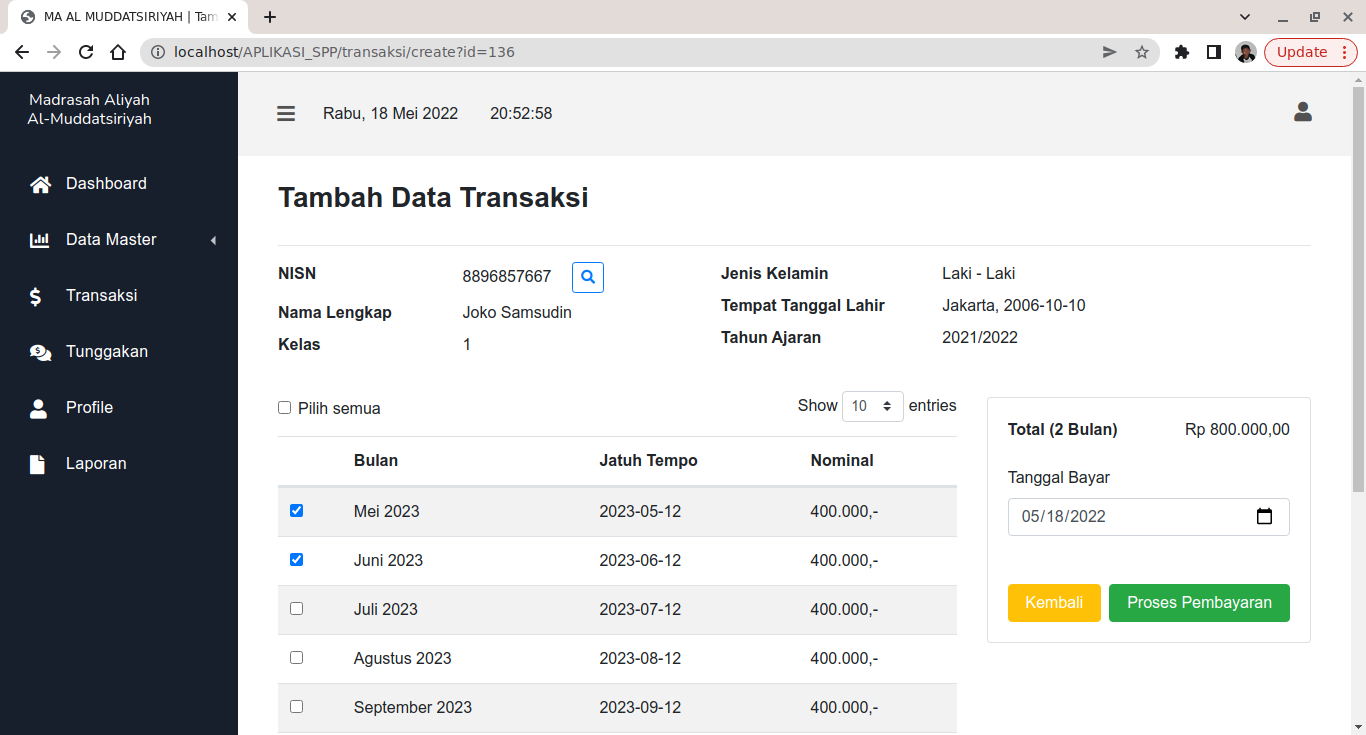 MA AL MUDDATSIRIYAH | Tam
localhost/APLIKASI_SPP/transaksi/create?id=136
Update
Madrasah Aliyah
Al-Muddatsiriyah
Dashboard
Data Master
Transaksi
Tunggakan
Profile
Laporan
Rabu, 18 Mei 2022 20:52:58
Tambah Data Transaksi
NISN 8896857667
Nama Lengkap Joko Samsudin
Kelas 1
Jenis Kelamin Laki - Laki
Tempat Tanggal Lahir Jakarta, 2006-10-10
Tahun Ajaran 2021/2022
Pilih semua Show 10 entries
Bulan Jatuh Tempo Nominal
Mei 2023 2023-05-12 400.000,-
Juni 2023 2023-06-12 400.000,-
Juli 2023 2023-07-12 400.000,-
Agustus 2023 2023-08-12 400.000,-
September 2023 2023-09-12 400.000,-
Total (2 Bulan) Rp 800.000,00
Tanggal Bayar
05/18/2022
Kembali Proses Pembayaran